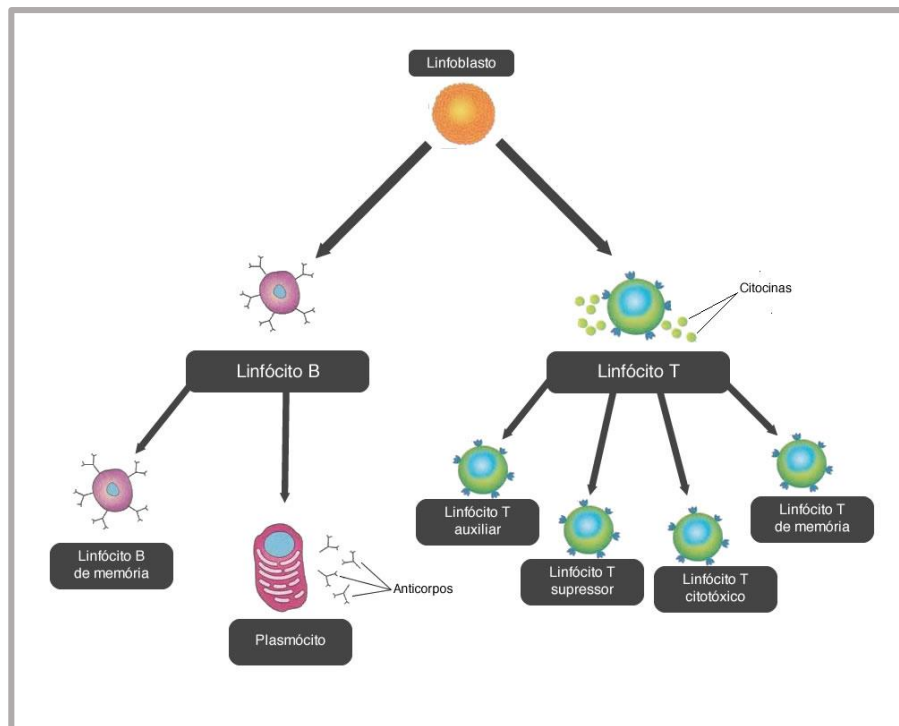 Linfoblasto
Citocinas
Linfócito B
Linfócito T
Linfócito T
auxiliar
Linfócito T
de memória
Linfócito B
de memória
Linfócito T
supressor
Linfócito T
citotóxico
Anticorpos
Plasmócito